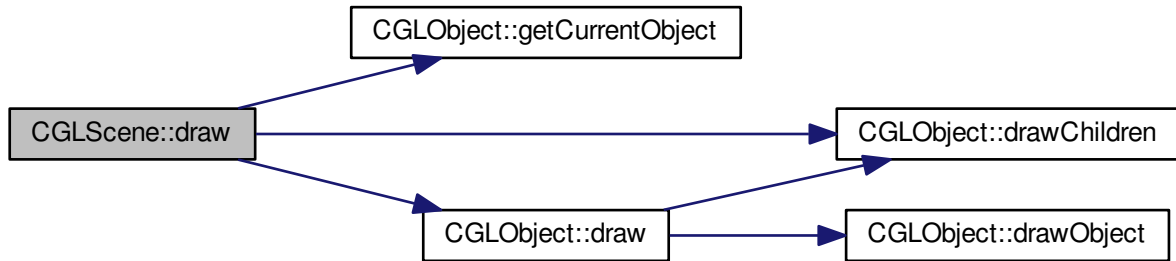 CGLObject::getCurrentObject
CGLScene::draw
CGLObject::drawChildren
CGLObject::draw
CGLObject::drawObject